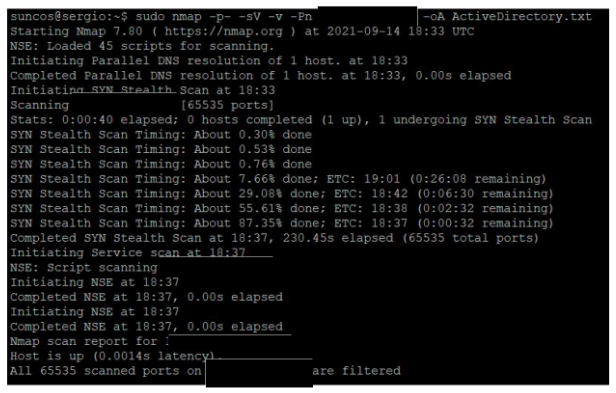 suncos@sergio:~$ sudo nmap -p- -sV -v -Pn -oA ActiveDirectory.txt
Starting Nmap 7.80 ( https://nmap.org ) at 2021-09-14 18:33 UTC
NSE: Loaded 45 scripts for scanning.
Initiating Parallel DNS resolution of 1 host. at 18:33
Completed Parallel DNS resolution of 1 host. at 18:33, 0.00s elapsed
Initiating SYN Stealth Scan at 18:33
Scanning [65535 ports]
Stats: 0:00:40 elapsed; 0 hosts completed (1 up), 1 undergoing SYN Stealth Scan
SYN Stealth Scan Timing: About 0.30% done
SYN Stealth Scan Timing: About 0.53% done
SYN Stealth Scan Timing: About 0.76% done
SYN Stealth Scan Timing: About 7.66% done; ETC: 19:01 (0:26:08 remaining)
SYN Stealth Scan Timing: About 29.08% done; ETC: 18:42 (0:06:30 remaining)
SYN Stealth Scan Timing: About 55.61% done; ETC: 18:38 (0:02:32 remaining)
SYN Stealth Scan Timing: About 87.35% done; ETC: 18:37 (0:00:32 remaining)
Completed SYN Stealth Scan at 18:37, 230.45s elapsed (65535 total ports)
Initiating Service scan at 18:37
NSE: Script scanning
Initiating NSE at 18:37
Completed NSE at 18:37, 0.00s elapsed
Initiating NSE at 18:37
Completed NSE at 18:37, 0.00s elapsed
Nmap scan report for
Host is up (0.0014s latency).
All 65535 scanned ports on are filtered